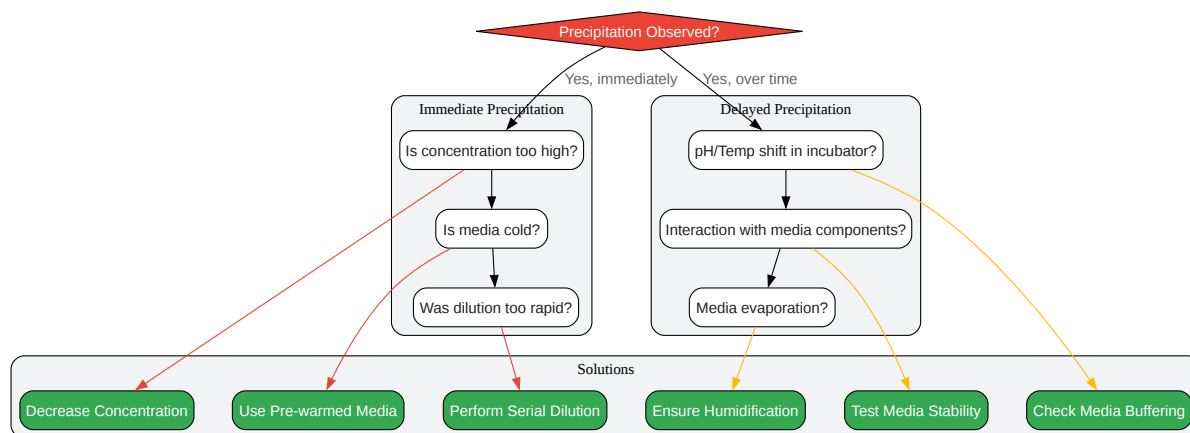 Precipitation Observed?
Yes, immediately
Yes, over time
Immediate Precipitation
Delayed Precipitation
Is concentration too high?
pH/Temp shift in incubator?
Is media cold?
Interaction with media components?
Was dilution too rapid?
Media evaporation?
Solutions
Decrease Concentration
Use Pre-warmed Media
Perform Serial Dilution
Ensure Humidification
Test Media Stability
Check Media Buffering